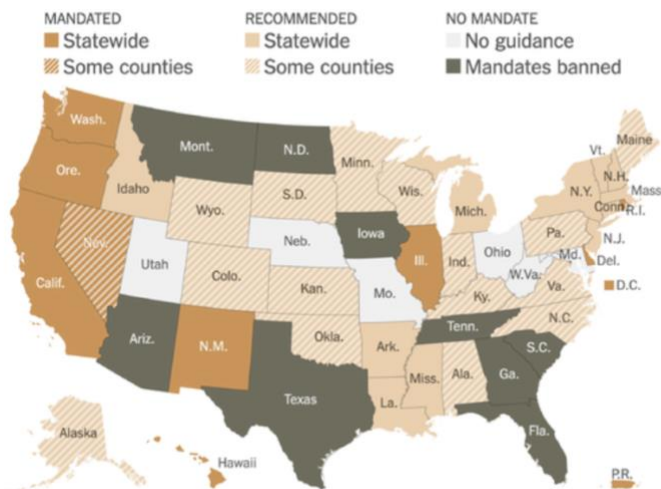 MANDATED RECOMMENDED NO MANDATE
Statewide Statewide No guidance
Some counties Some counties Mandates banned
Wash.
Mont.
N.D.
Minn.
Maine
Vt.
N.H.
Ore.
Idaho
S.D.
Wis.
Mich.
N.Y.
Mass
Conn.
R.I.
Wyo.
Nev.
Neb.
Iowa
Ill.
Ind.
Ohio
Pa.
N.J.
Md.
Del.
D.C.
Calif.
Utah
Colo.
Kan.
Mo.
Ky.
W.Va.
Va.
N.C.
Ariz.
N.M.
Okla.
Ark.
Tenn.
S.C.
Texas
La.
Miss.
Ala.
Ga.
Fla.
Alaska
Hawaii
P.R.